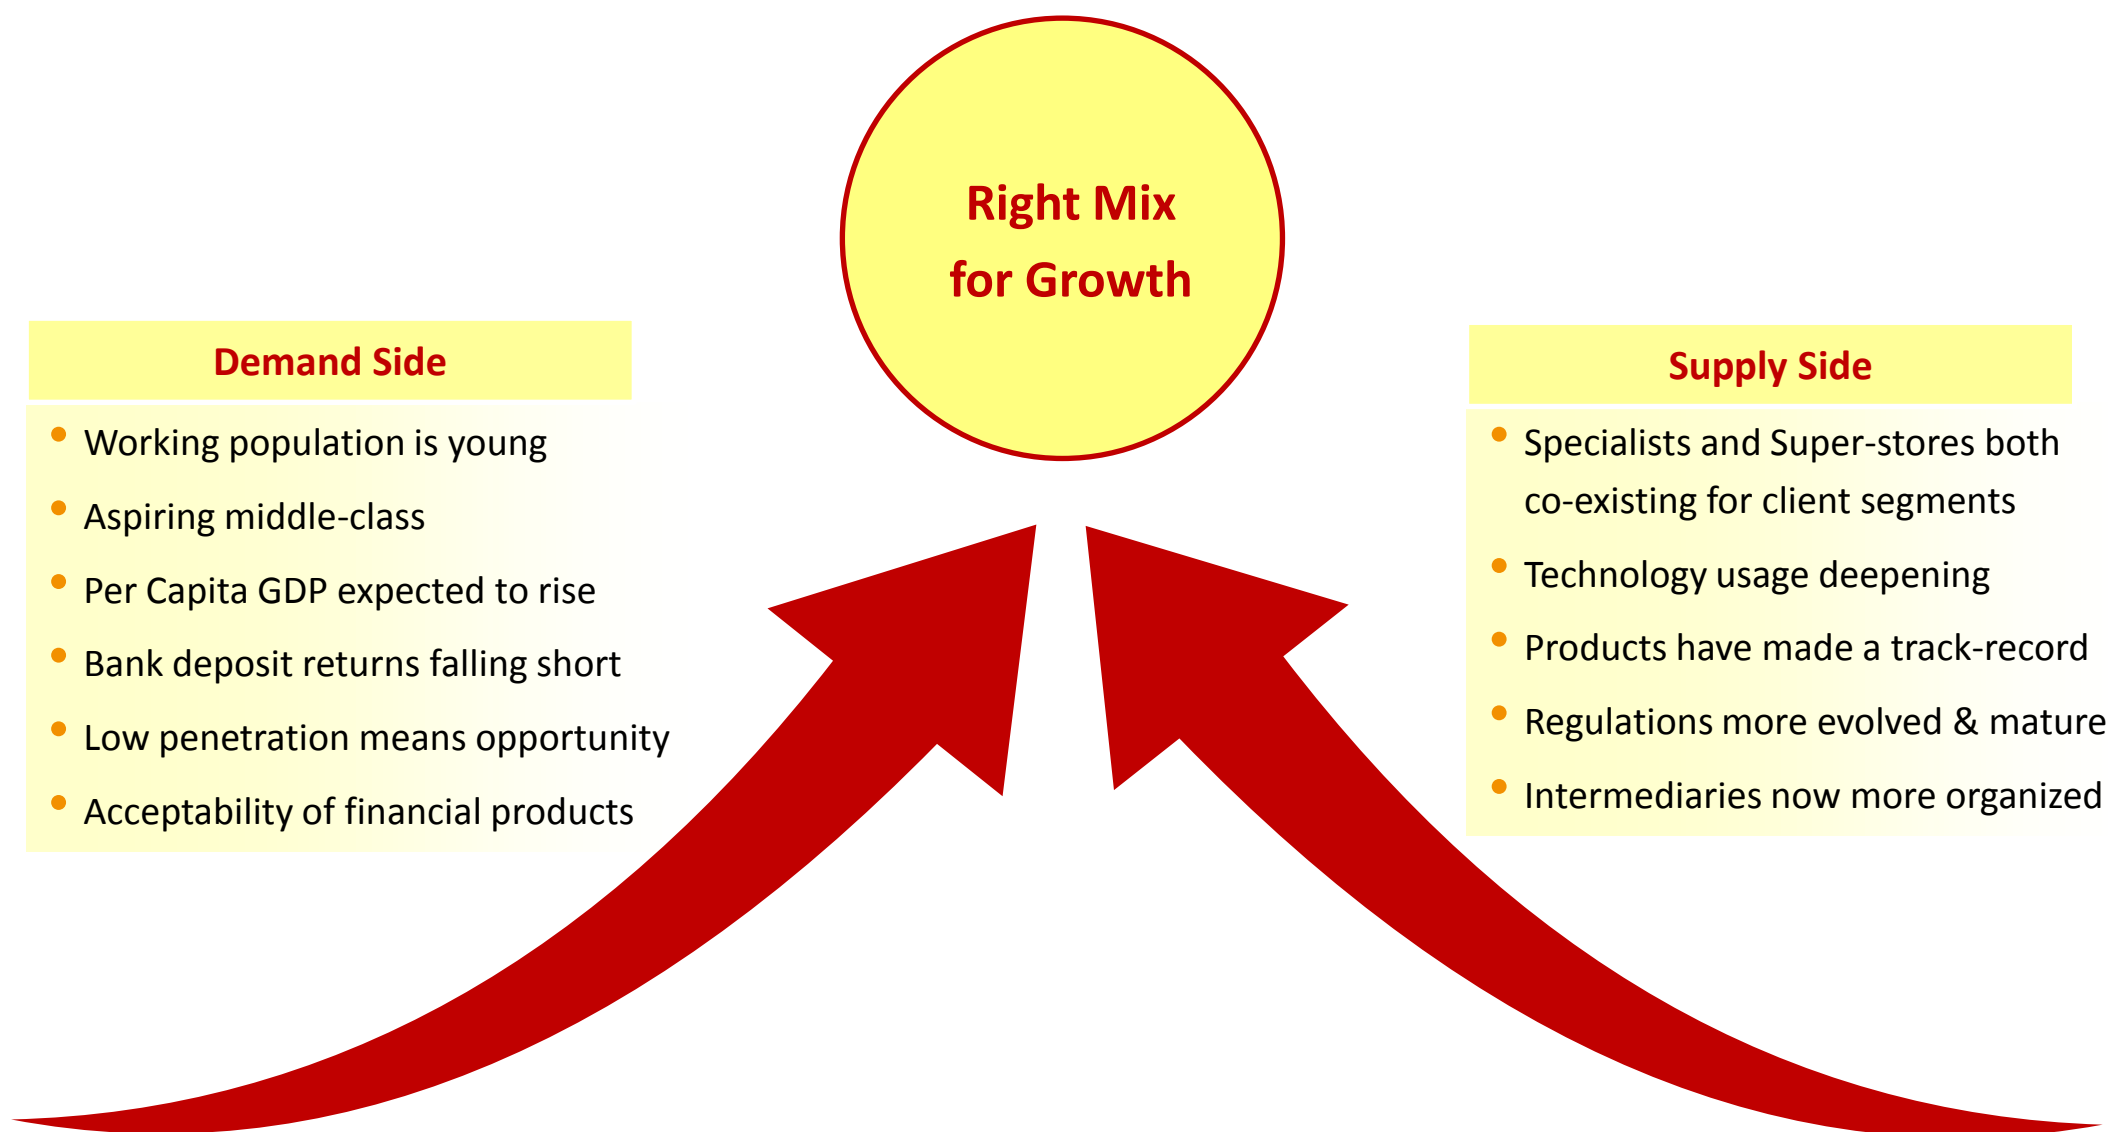 Right Mix
for Growth
Demand Side
• Working population is young
• Aspiring middle-class
• Per Capita GDP expected to rise
• Bank deposit returns falling short
• Low penetration means opportunity
• Acceptability of financial products
Supply Side
• Specialists and Super-stores both
co-existing for client segments
• Technology usage deepening
• Products have made a track-record
• Regulations more evolved & mature
• Intermediaries now more organized